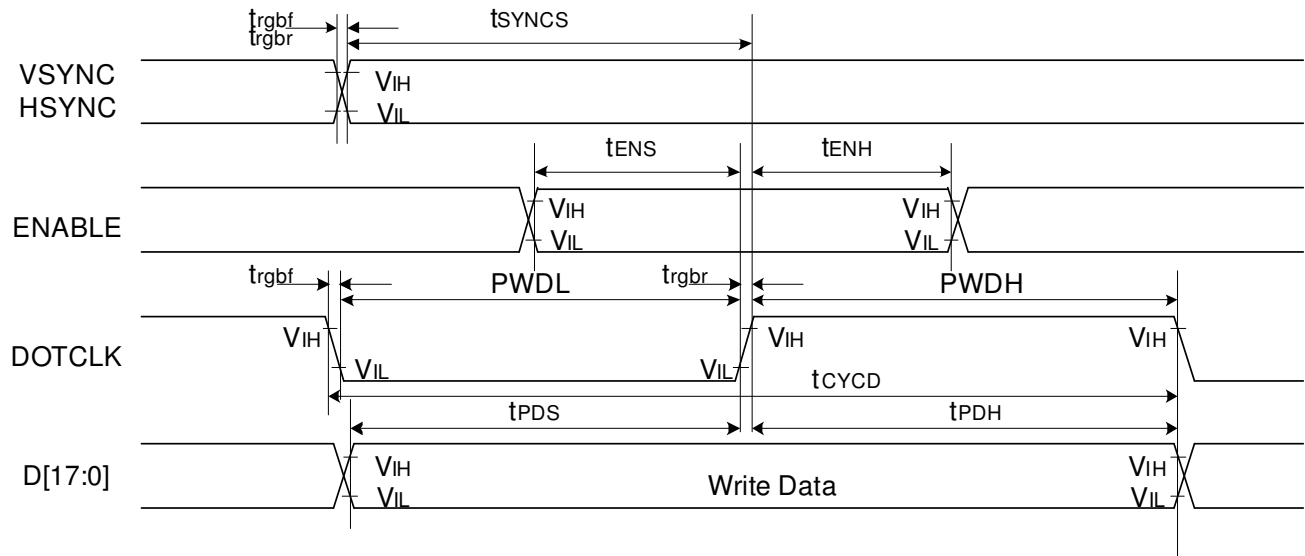 trgbf
trgbr
tSYNCS
VSYNC
HSYNC
VIH
VIL
tENS
tENH
ENABLE
VIH
VIL
VIH
VIL
trgbf
PWDL
trgbr
PWDH
DOTCLK
VIH
VIL
VIL
VIH
VIH
tCYCD
tPDS
tPDH
D[17:0]
VIH
VIL
Write Data
VIH
VIL